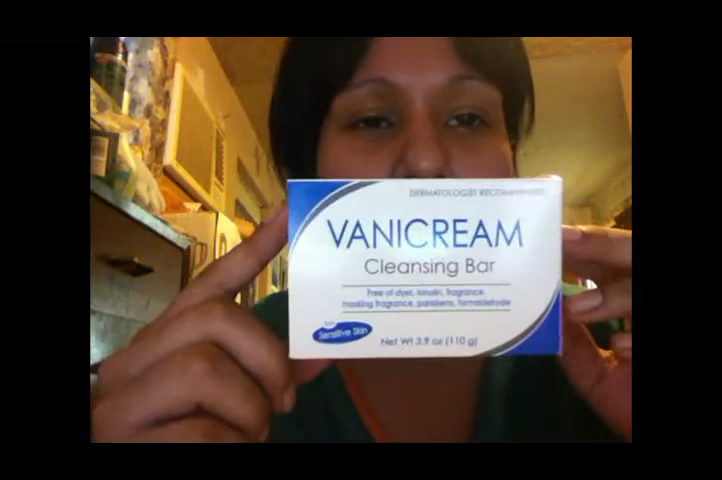 DERMATOLOGIST RECOMMENDED
VANICREAM
Cleansing Bar
Free of dyes, lanolin, fragrance,
masking fragrance, parabens, formaldehyde
Sensitive Skin
Net Wt 3.9 oz (110 g)